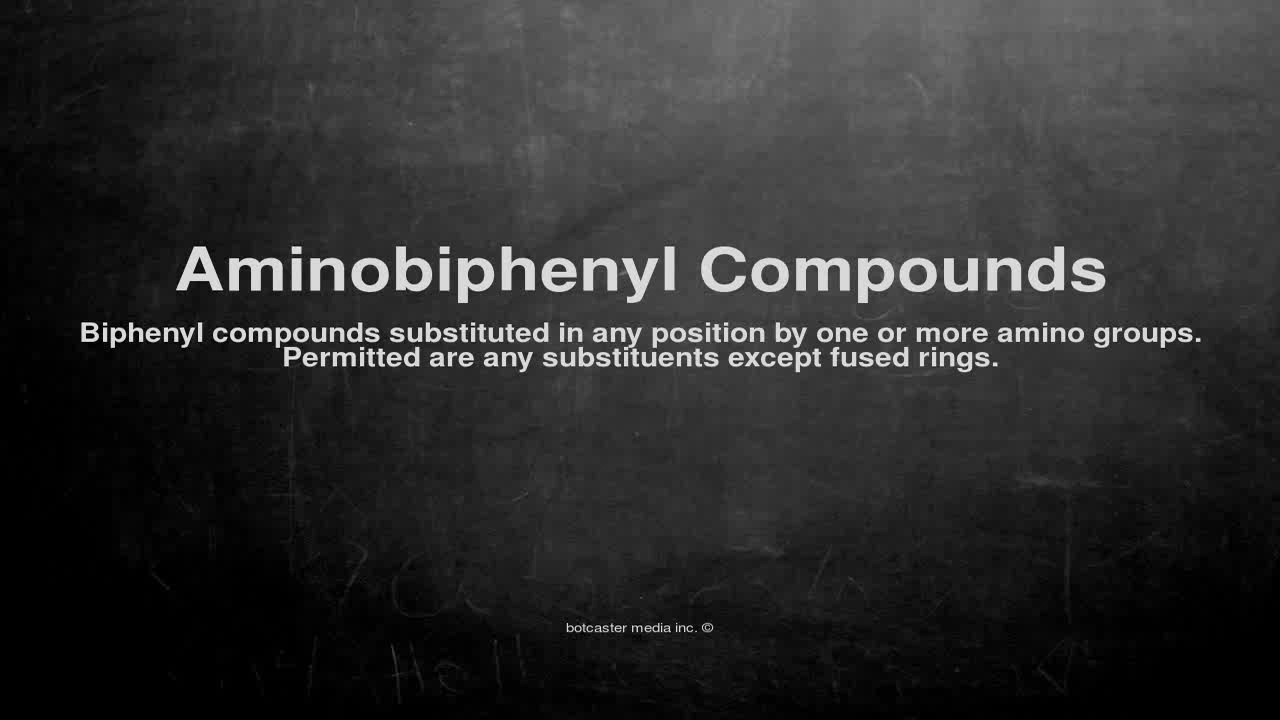 Aminobiphenyl Compounds
Biphenyl compounds substituted in any position by one or more amino groups.
Permitted are any substituents except fused rings.
botcaster media inc. ©